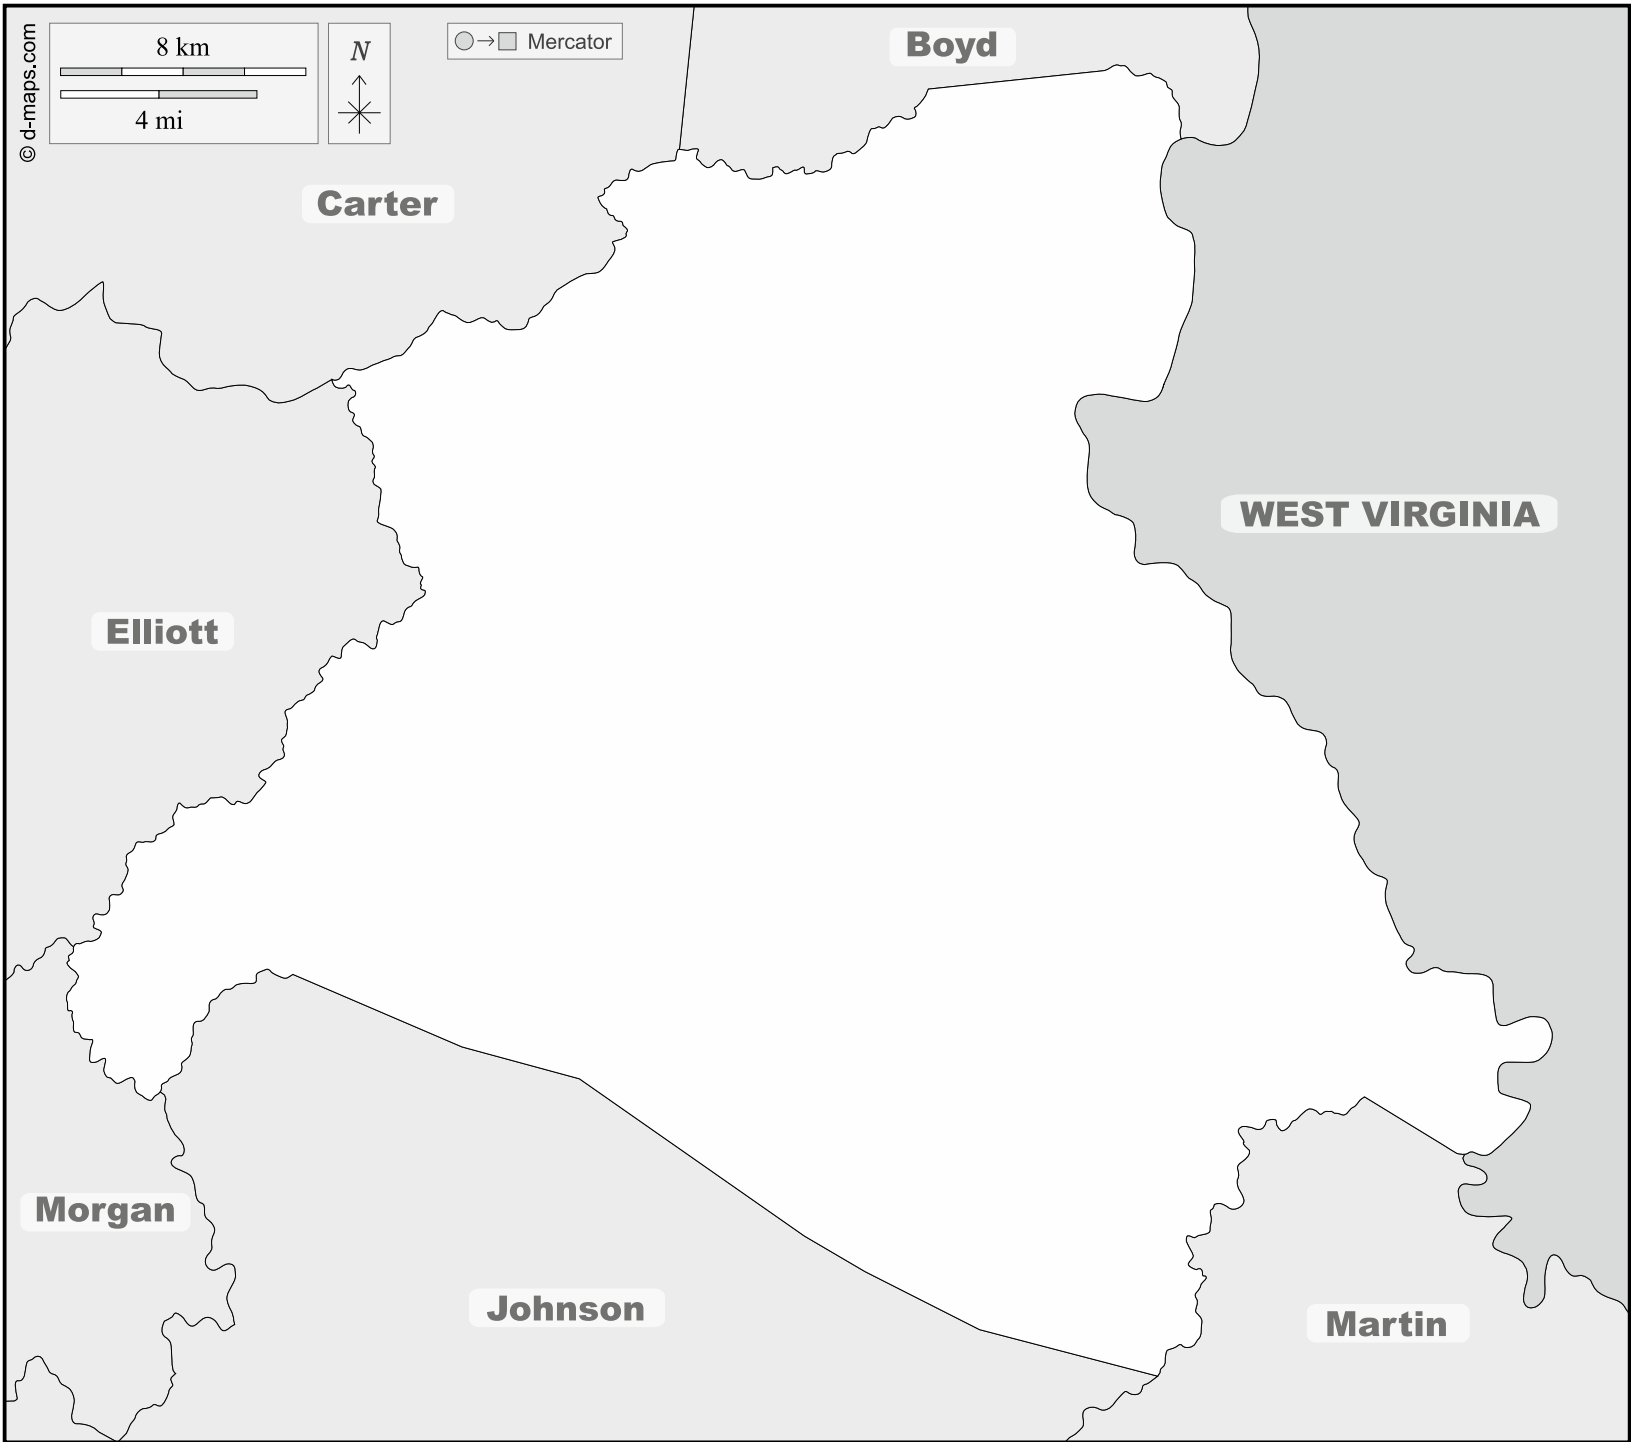 © d-maps.com
8 km
4 mi
N
Mercator
Boyd
Carter
WEST VIRGINIA
Elliott
Morgan
Johnson
Martin